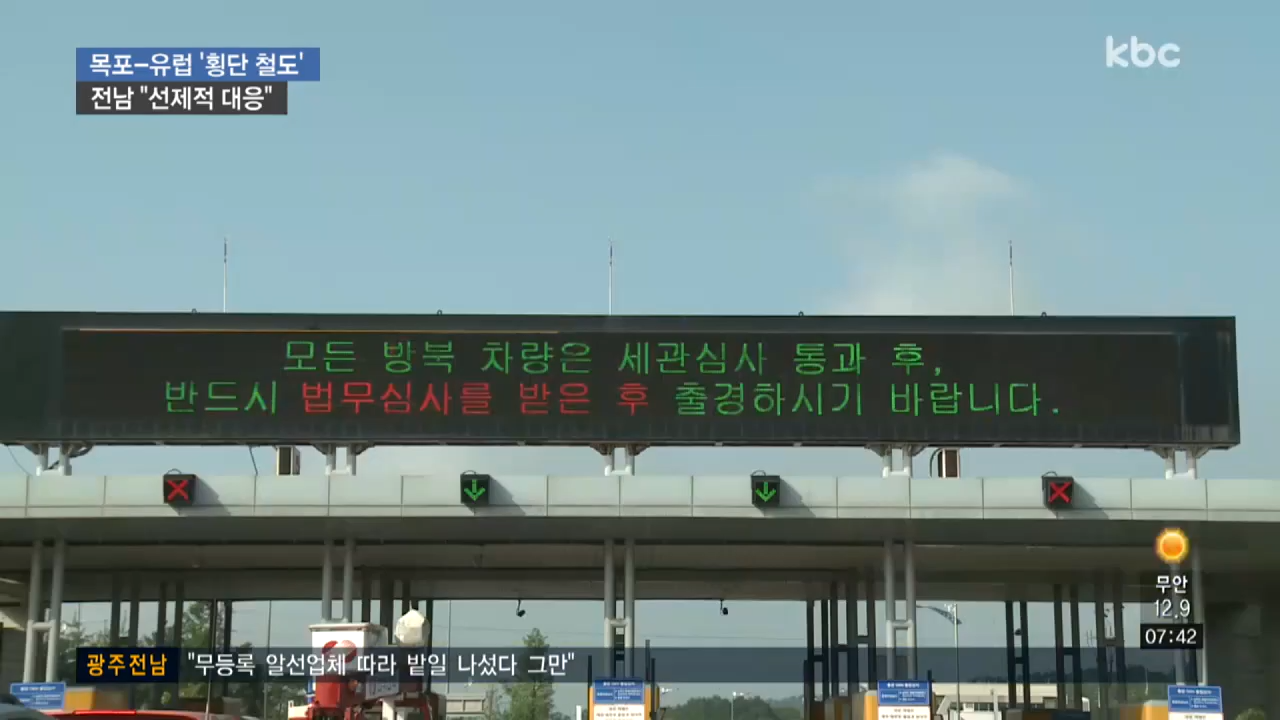 목포-유럽 '횡단 철도'
전남 "선제적 대응"
kbc
모든 방북 차량은 세관심사 통과 후,
반드시 법무심사를 받은 후 출경하시기 바랍니다.
무안
12.9
07:42
광주전남 "무등록 알선업체 따라 밭일 나섰다 그만"